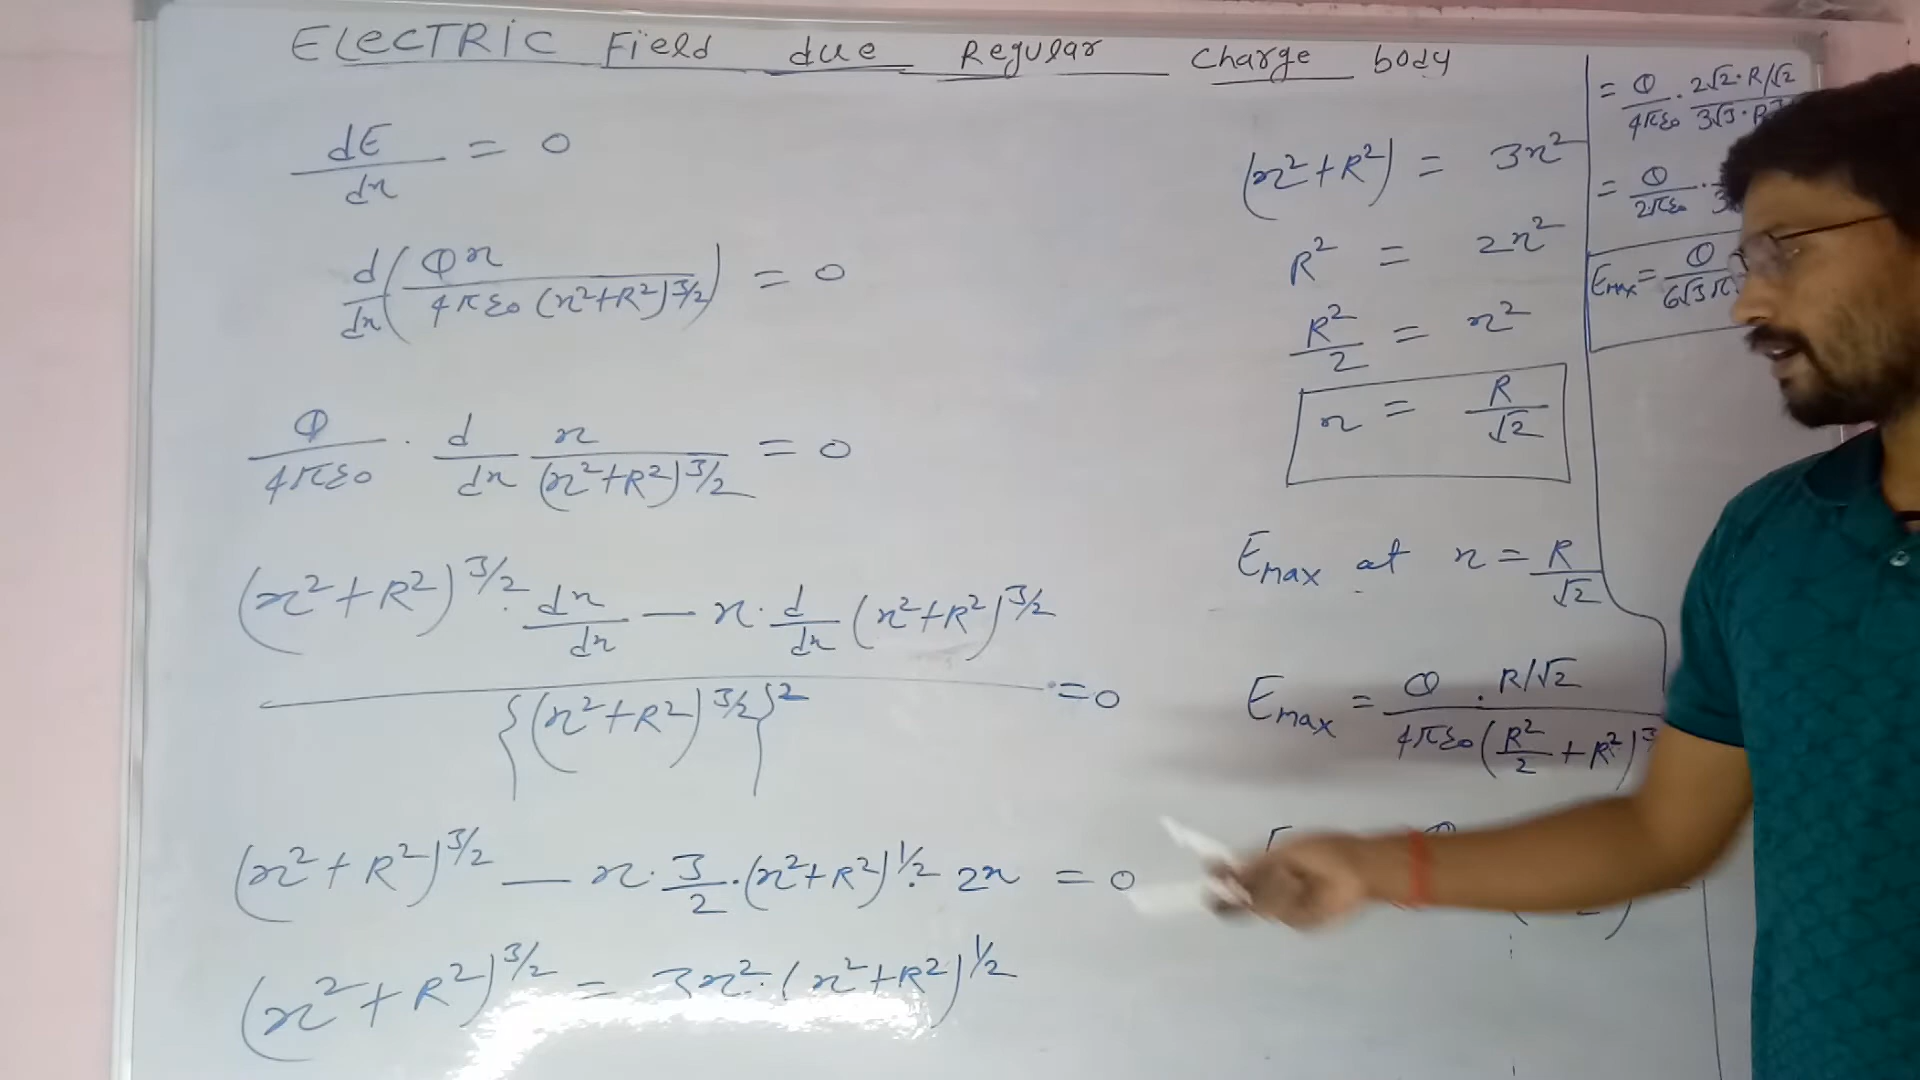 ELECTRIC Field due Regular Charge body
dE/dx = 0
d/dx (Qx / 4πε0 (x²+R²)^3/2) = 0
Q/4πε0 · d/dx x/(x²+R²)^3/2 = 0
(x²+R²)^3/2 · dx/dx — x · d/dx (x²+R²)^3/2
{(x²+R²)^3/2}² = 0
(x²+R²)^3/2 — x · 3/2 · (x²+R²)^1/2 · 2x = 0
(x²+R²)^3/2 = 3x² · (x²+R²)^1/2
(x²+R²) = 3x²
R² = 2x²
R²/2 = x²
x = R/√2
Emax at x = R/√2
Emax = Q · R/√2 / 4πε0 (R²/2 + R²)^3
= Q/4πε0 · 2√2 · R/√2 / 3√3 · R
= Q/2πε0 ·
Emax = Q/6√3π